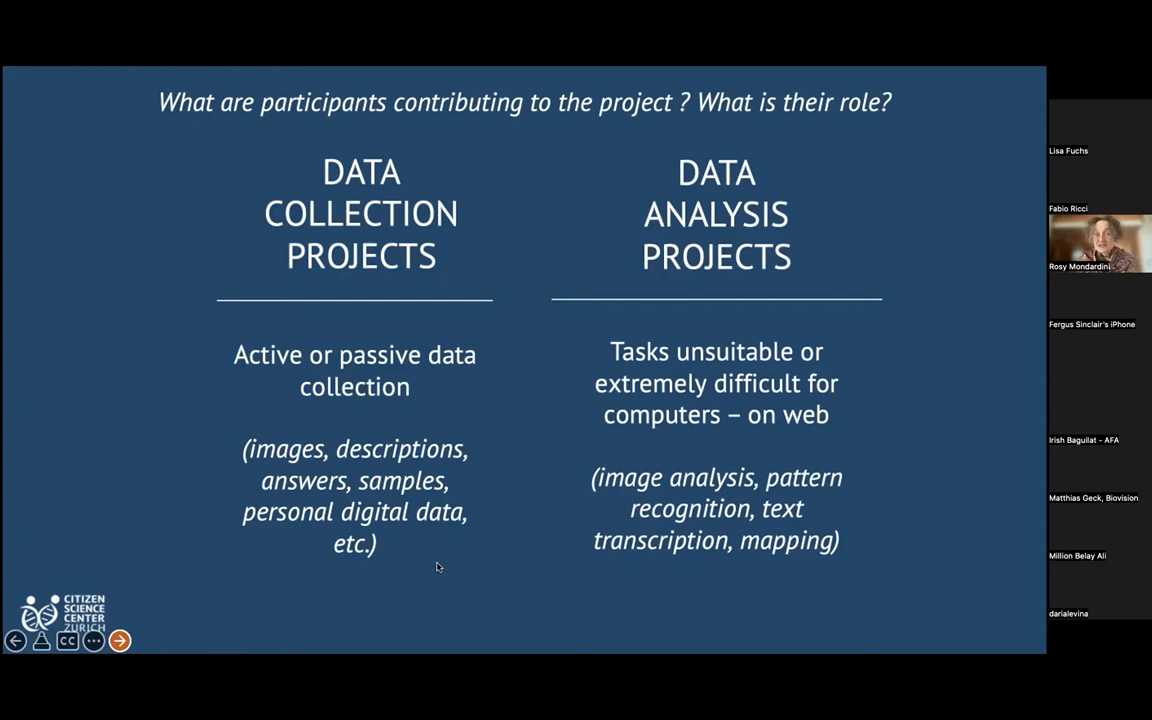 What are participants contributing to the project ? What is their role?
DATA
COLLECTION
PROJECTS
Active or passive data
collection
(images, descriptions,
answers, samples,
personal digital data,
etc.)
DATA
ANALYSIS
PROJECTS
Tasks unsuitable or
extremely difficult for
computers – on web
(image analysis, pattern
recognition, text
transcription, mapping)
CITIZEN
SCIENCE
CENTER
ZURICH
CC
Lisa Fuchs
Fabio Ricci
Rosy Mondardini
Fergus Sinclair's iPhone
Irish Baguilat - AFA
Matthias Geck, Biovision
Million Belay Ali
darialevina